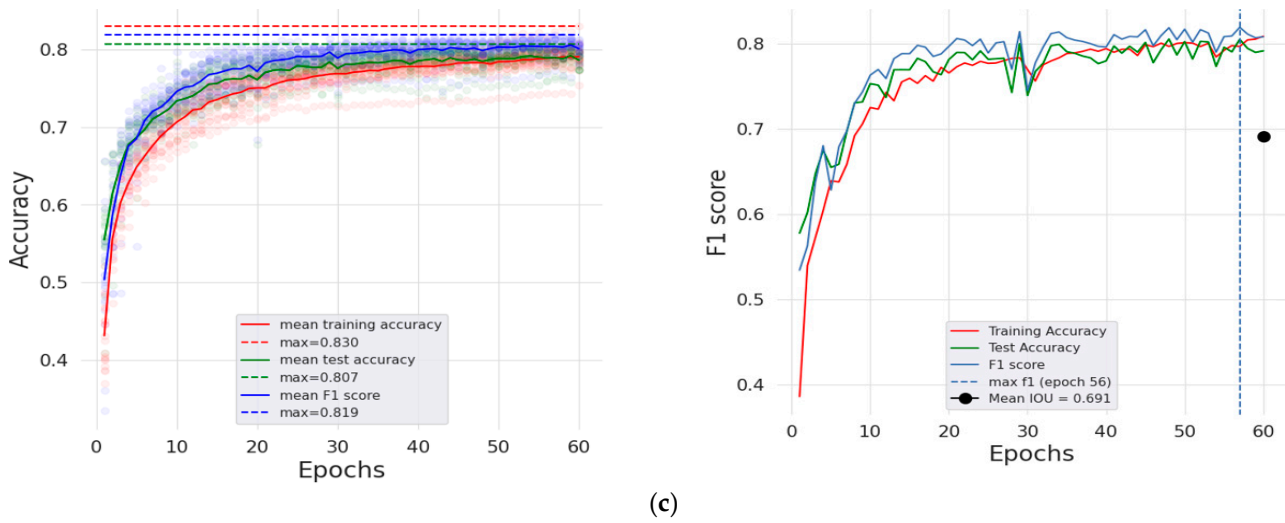 Accuracy
0.8
0.7
0.6
0.5
0.4
mean training accuracy
max=0.830
mean test accuracy
max=0.807
mean F1 score
max=0.819
0 10 20 30 40 50 60
Epochs
F1 score
0.8
0.7
0.6
0.5
0.4
Training Accuracy
Test Accuracy
F1 score
max f1 (epoch 56)
Mean IOU = 0.691
0 10 20 30 40 50 60
Epochs
(c)